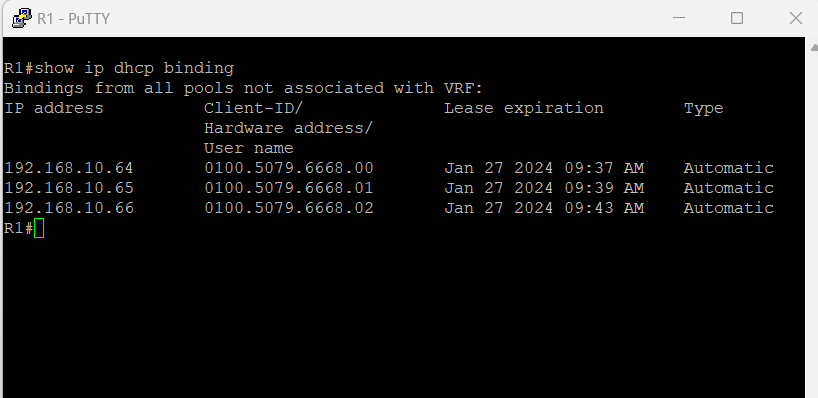 R1 - PuTTY
R1#show ip dhcp binding
Bindings from all pools not associated with VRF:
IP address          Client-ID/              Lease expiration        Type
                    Hardware address/
                    User name
192.168.10.64       0100.5079.6668.00       Jan 27 2024 09:37 AM    Automatic
192.168.10.65       0100.5079.6668.01       Jan 27 2024 09:39 AM    Automatic
192.168.10.66       0100.5079.6668.02       Jan 27 2024 09:43 AM    Automatic
R1#